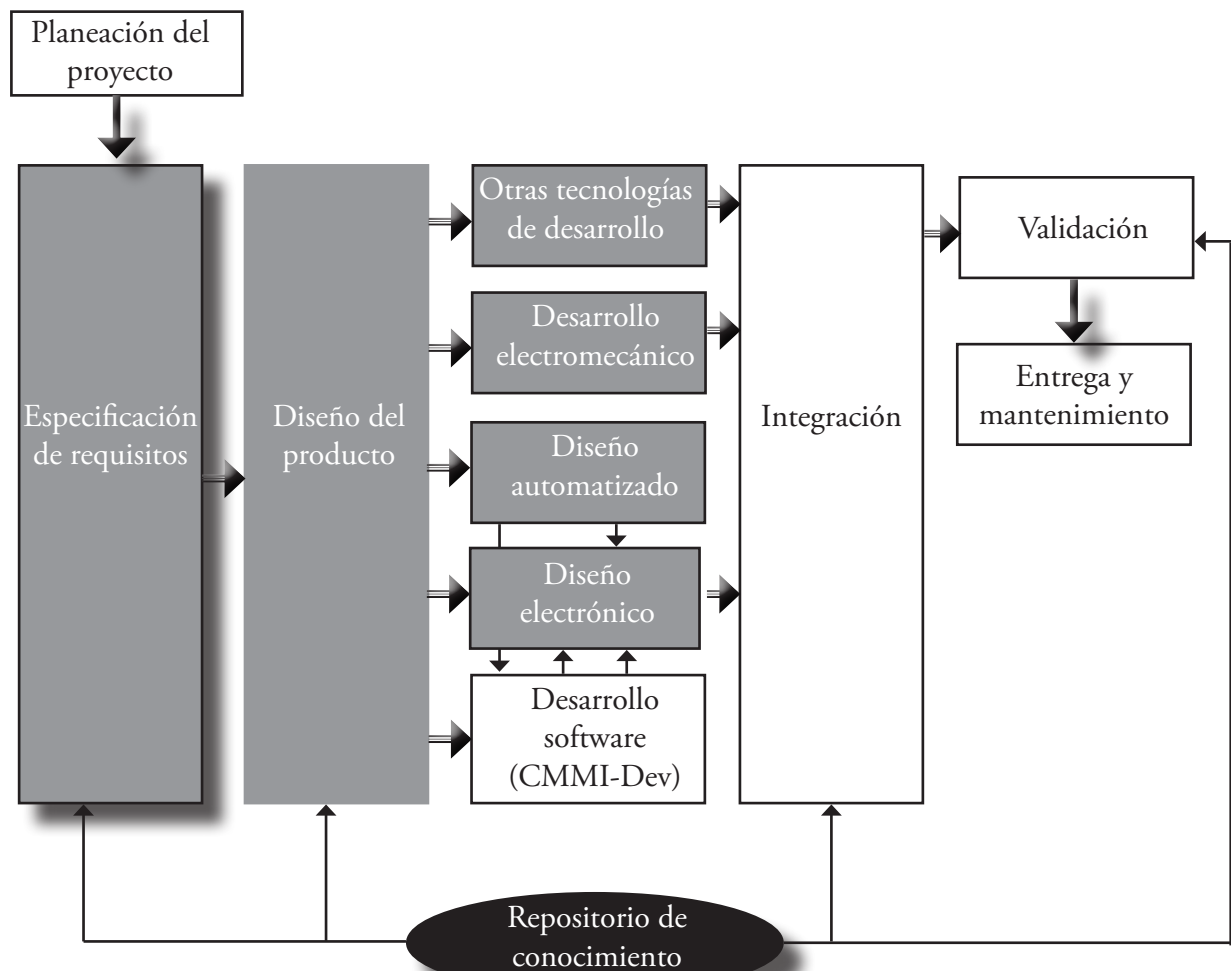 Planeación del
proyecto
Especificación
de requisitos
Diseño del
producto
Otras tecnologías
de desarrollo
Desarrollo
electromecánico
Diseño
automatizado
Diseño
electrónico
Desarrollo
software
(CMMI-Dev)
Integración
Validación
Entrega y
mantenimiento
Repositorio de
conocimiento